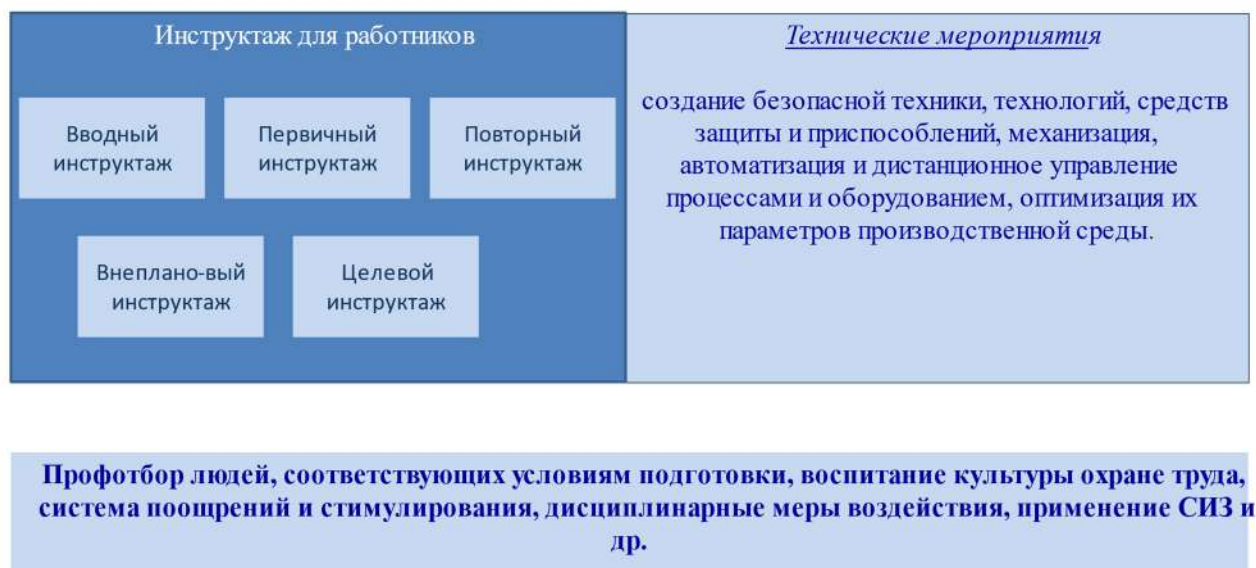 Инструктаж для работников
Вводный
инструктаж
Первичный
инструктаж
Повторный
инструктаж
Внеплано-вый
инструктаж
Целевой
инструктаж
Технические мероприятия
создание безопасной техники, технологий, средств
защиты и приспособлений, механизация,
автоматизация и дистанционное управление
процессами и оборудованием, оптимизация их
параметров производственной среды.
Профотбор людей, соответствующих условиям подготовки, воспитание культуры охране труда,
система поощрений и стимулирования, дисциплинарные меры воздействия, применение СИЗ и
др.